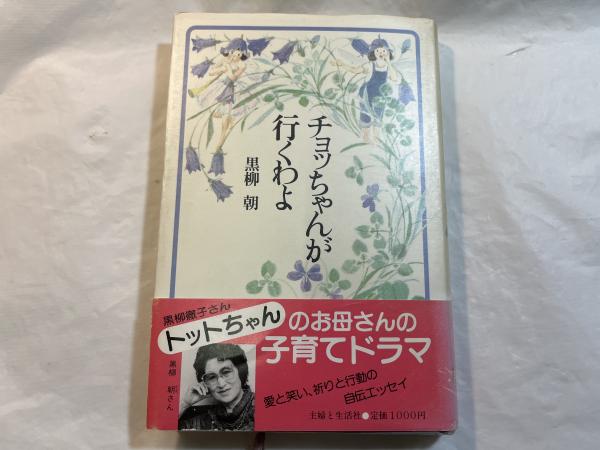 チョッちゃんが
行くわよ
黒柳 朝
黒柳徹子さん
トットちゃんのお母さんの
子育てドラマ
黒柳 朝さん
愛と笑い、祈りと行動の
自伝エッセイ
主婦と生活社●定価1000円